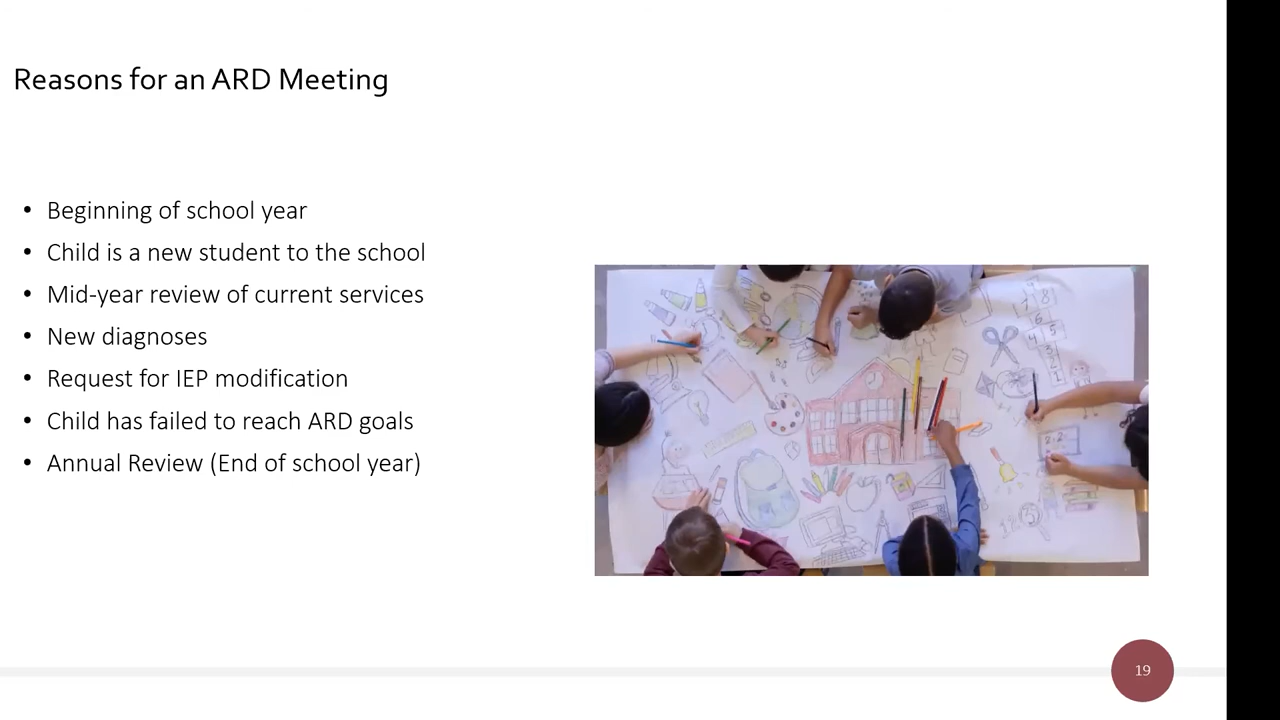 Reasons for an ARD Meeting
• Beginning of school year
• Child is a new student to the school
• Mid-year review of current services
• New diagnoses
• Request for IEP modification
• Child has failed to reach ARD goals
• Annual Review (End of school year)
19